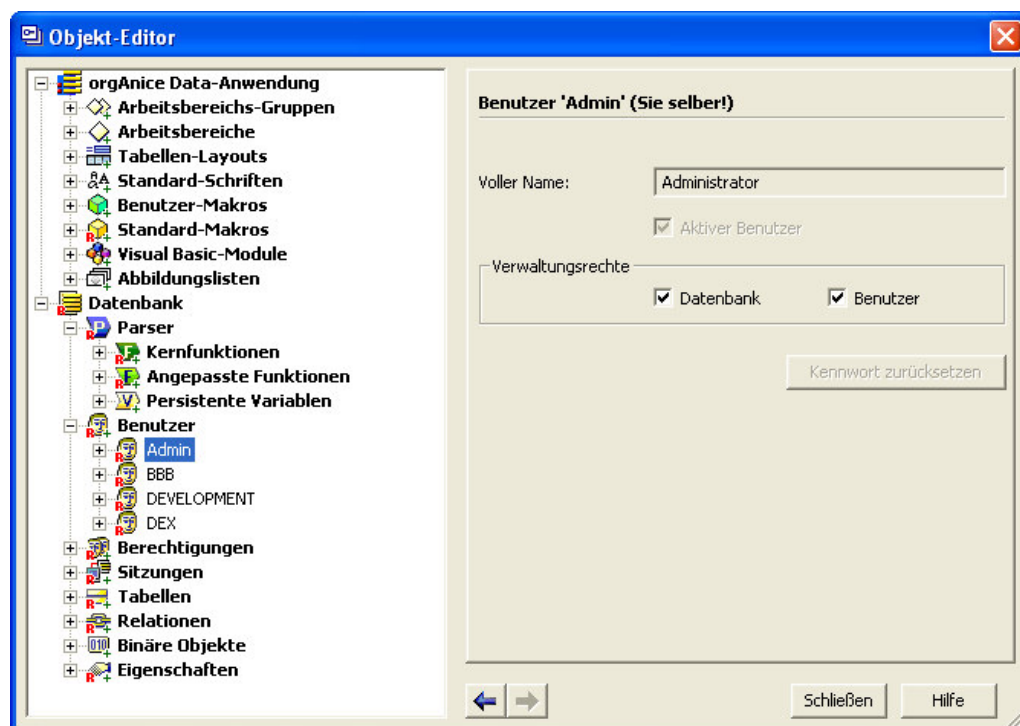 Objekt-Editor
orgAnice Data-Anwendung
Arbeitsbereichs-Gruppen
Arbeitsbereiche
Tabellen-Layouts
Standard-Schriften
Benutzer-Makros
Standard-Makros
Visual Basic-Module
Abbildungslisten
Datenbank
Parser
Kernfunktionen
Angepasste Funktionen
Persistente Variablen
Benutzer
Admin
BBB
DEVELOPMENT
DEX
Berechtigungen
Sitzungen
Tabellen
Relationen
Binäre Objekte
Eigenschaften
Benutzer 'Admin' (Sie selber!)
Voller Name: Administrator
Aktiver Benutzer
Verwaltungsrechte
Datenbank Benutzer
Kennwort zurücksetzen
Schließen Hilfe